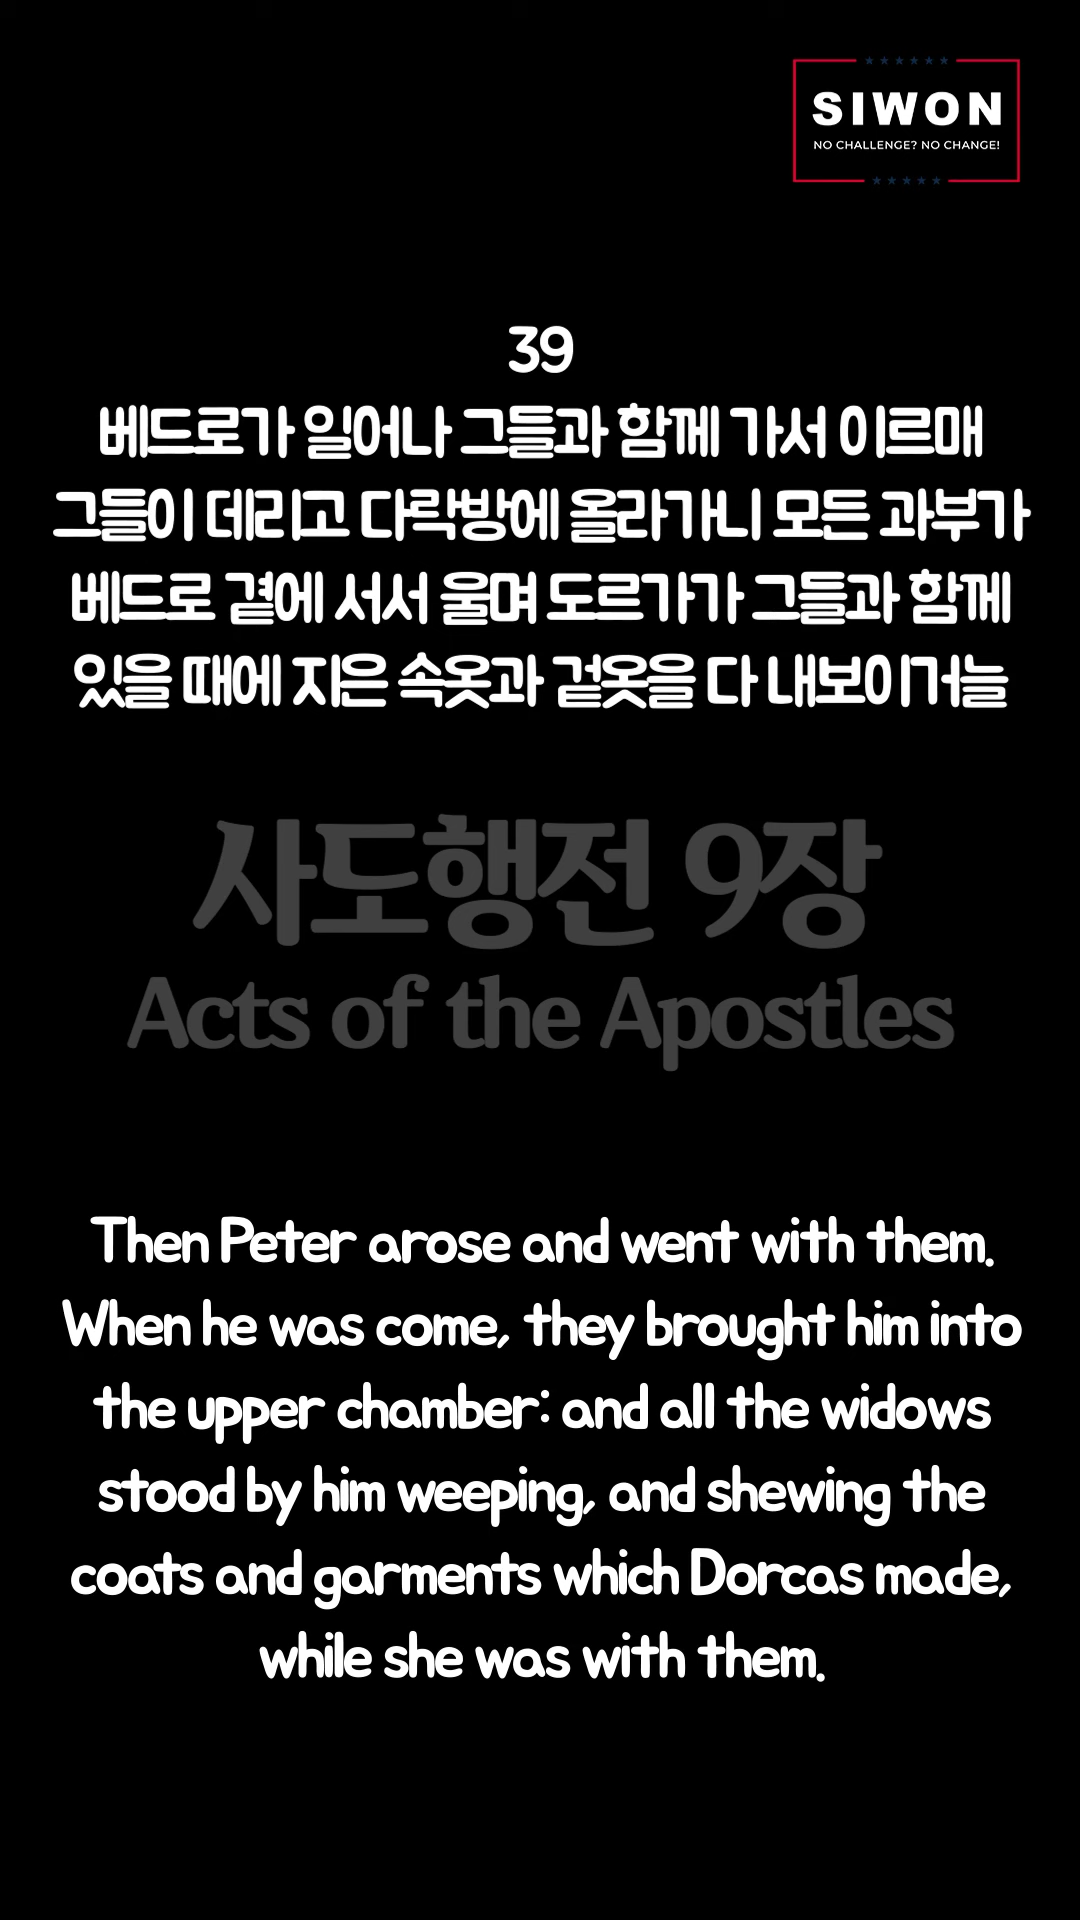 SIWON
NO CHALLENGE? NO CHANGE!
39
베드로가 일어나 그들과 함께 가서 이르매
그들이 데리고 다락방에 올라가니 모든 과부가
베드로 곁에 서서 울며 도르가가 그들과 함께
있을 때에 지은 속옷과 겉옷을 다 내보이거늘
사도행전 9장
Acts of the Apostles
Then Peter arose and went with them.
When he was come, they brought him into
the upper chamber: and all the widows
stood by him weeping, and shewing the
coats and garments which Dorcas made,
while she was with them.